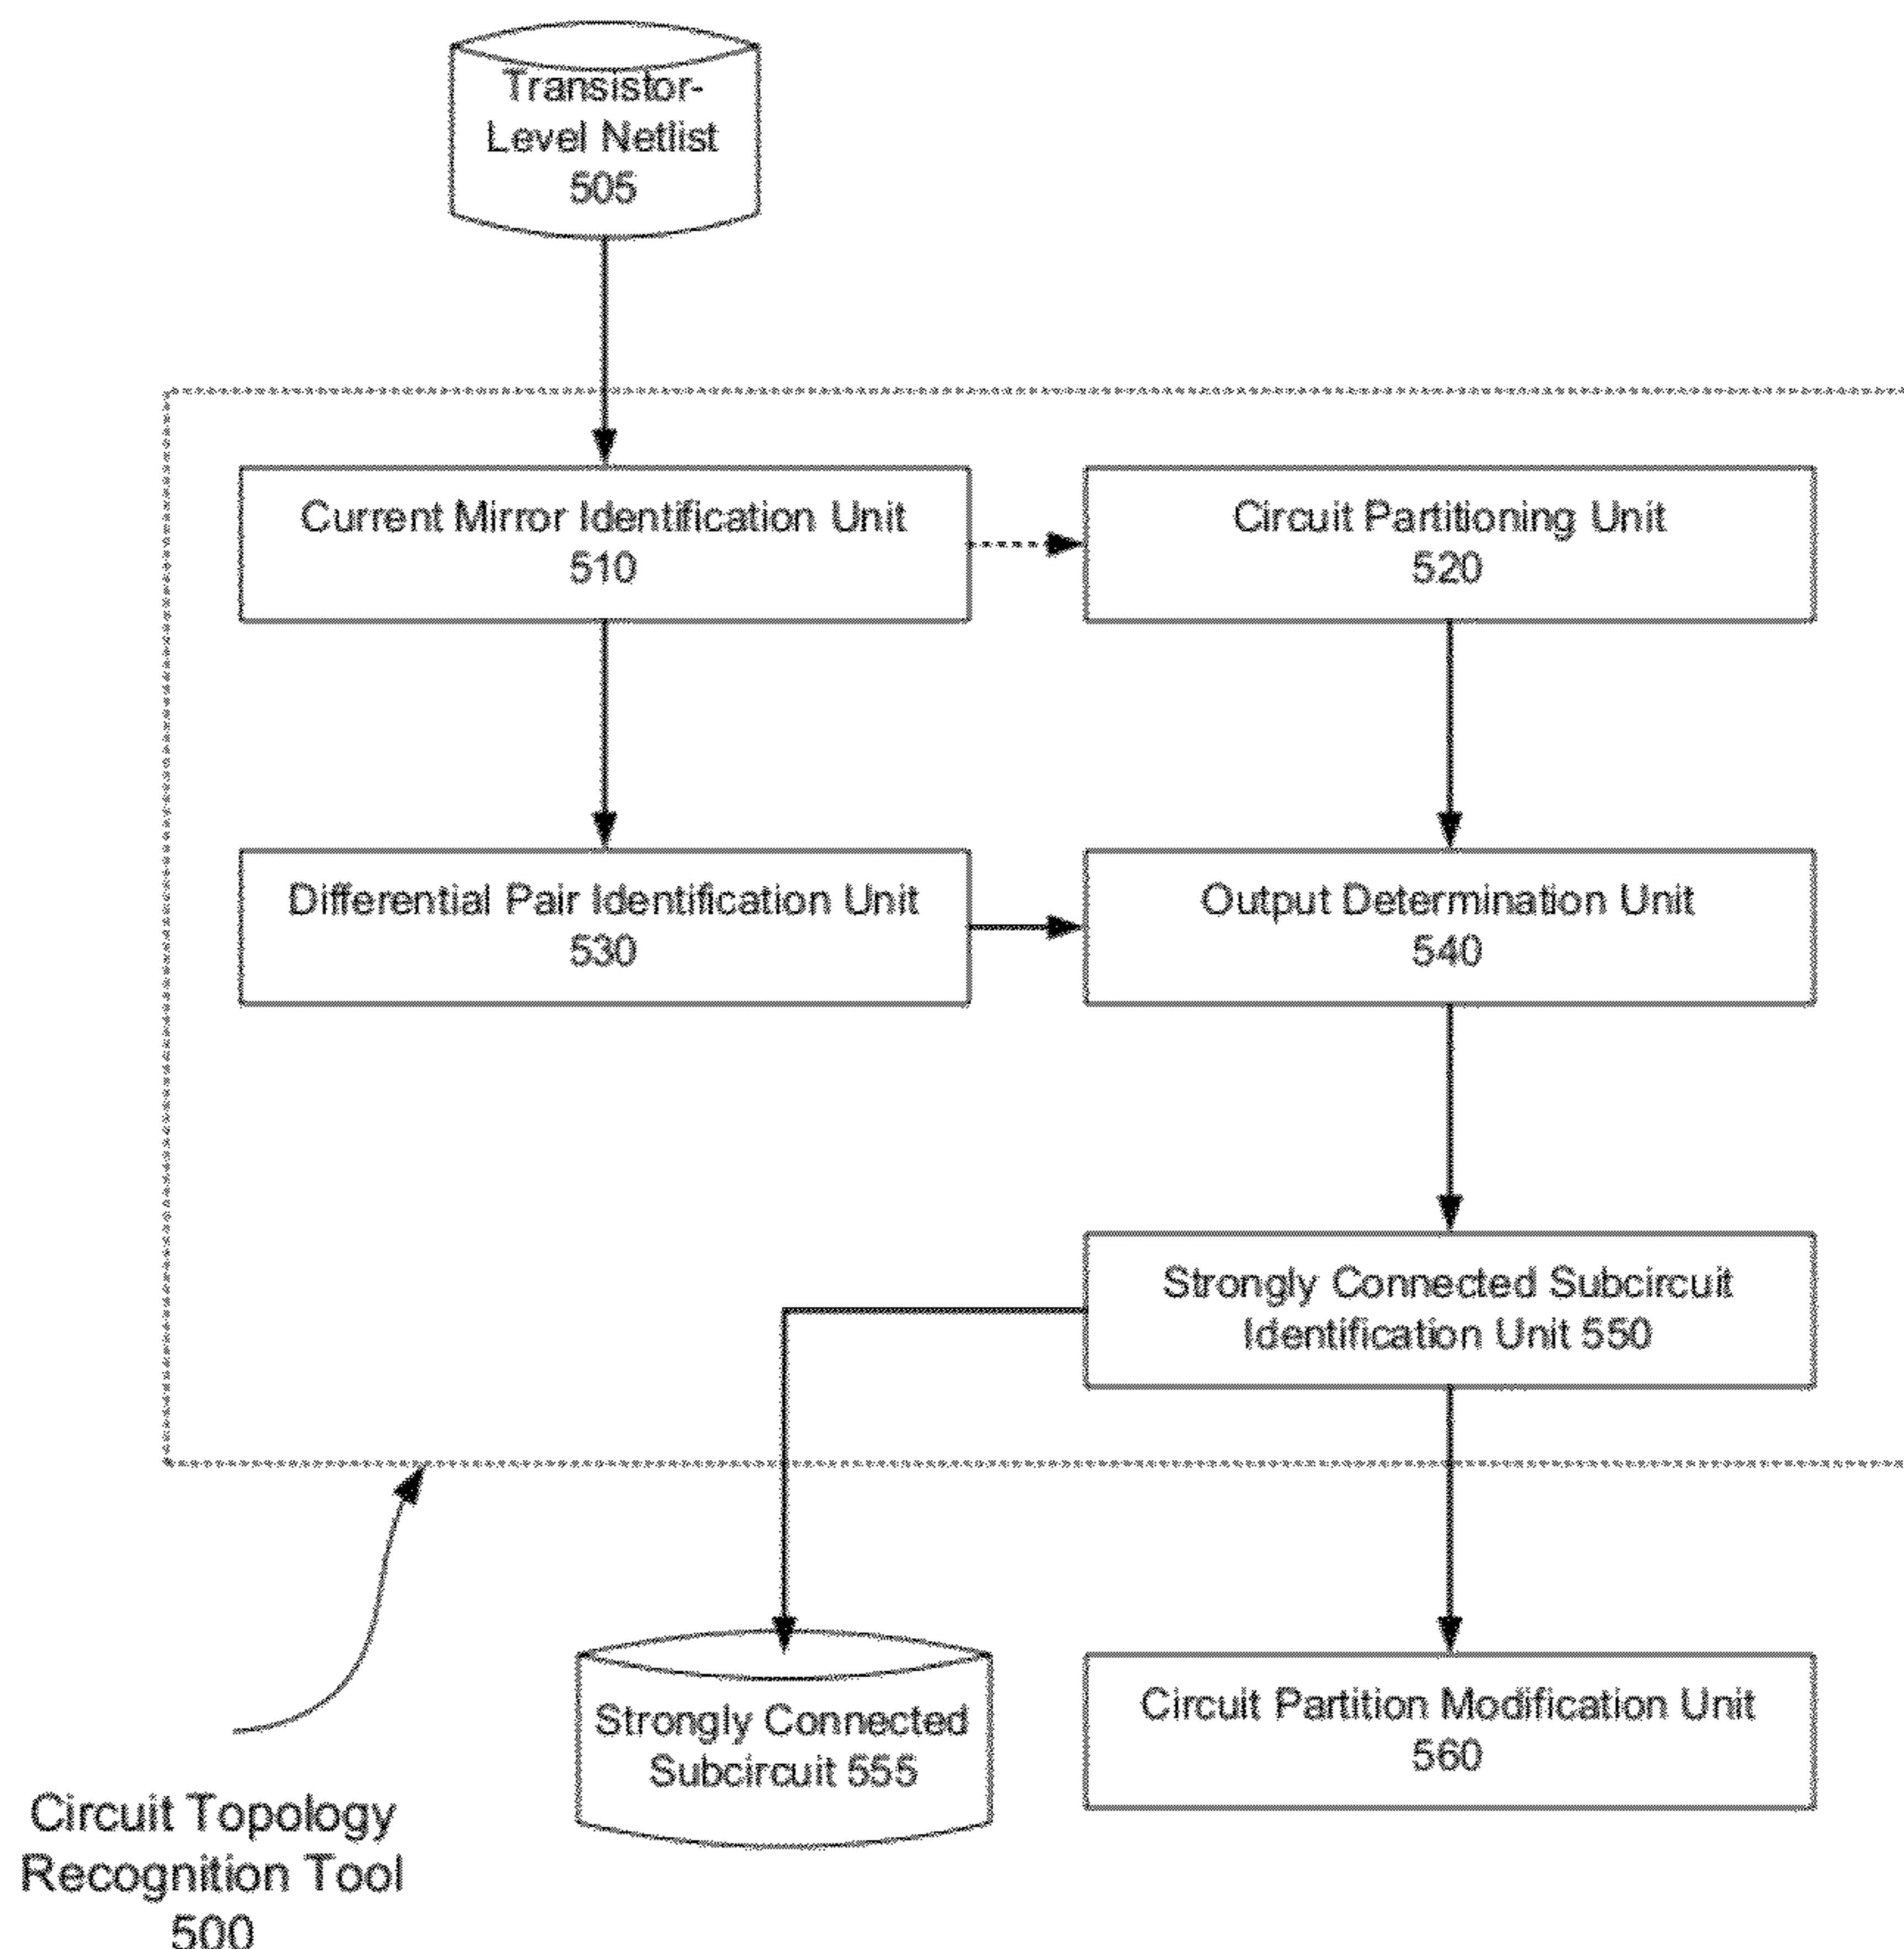 Transistor-
Level Netlist
505
Current Mirror Identification Unit
510
Circuit Partitioning Unit
520
Differential Pair Identification Unit
530
Output Determination Unit
540
Strongly Connected Subcircuit
Identification Unit 550
Strongly Connected
Subcircuit 555
Circuit Partition Modification Unit
560
Circuit Topology
Recognition Tool
500